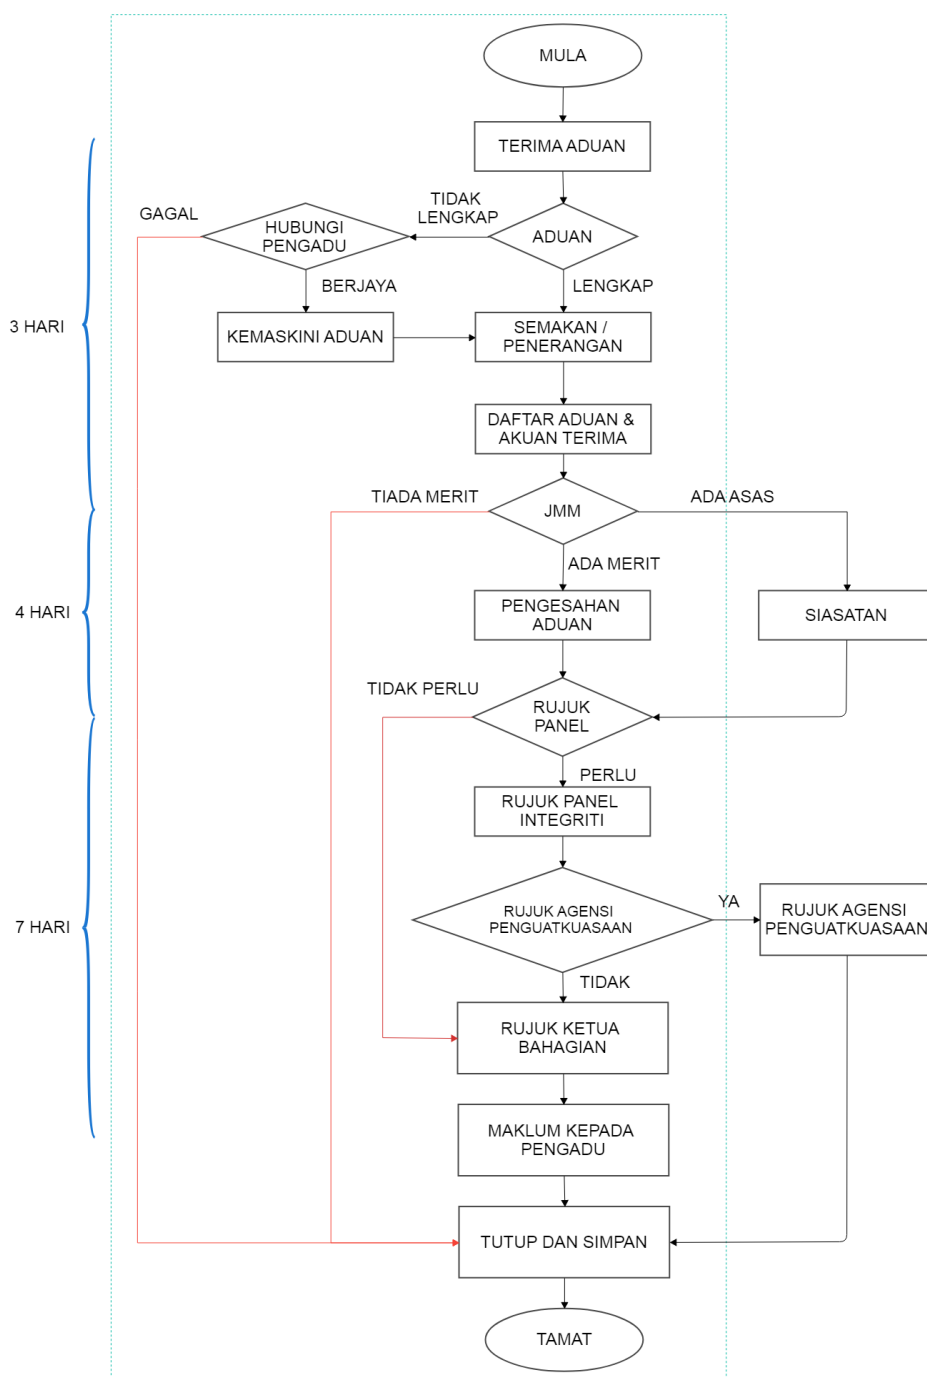 MULA
TERIMA ADUAN
GAGAL
TIDAK
LENGKAP
HUBUNGI
PENGADU
ADUAN
BERJAYA
LENGKAP
3 HARI
KEMASKINI ADUAN
SEMAKAN /
PENERANGAN
DAFTAR ADUAN &
AKUAN TERIMA
TIADA MERIT
ADA ASAS
JMM
ADA MERIT
4 HARI
PENGESAHAN
ADUAN
SIASATAN
TIDAK PERLU
RUJUK
PANEL
PERLU
RUJUK PANEL
INTEGRITI
7 HARI
RUJUK AGENSI
PENGUATKUASAAN
YA
RUJUK AGENSI
PENGUATKUASAAN
TIDAK
RUJUK KETUA
BAHAGIAN
MAKLUM KEPADA
PENGADU
TUTUP DAN SIMPAN
TAMAT